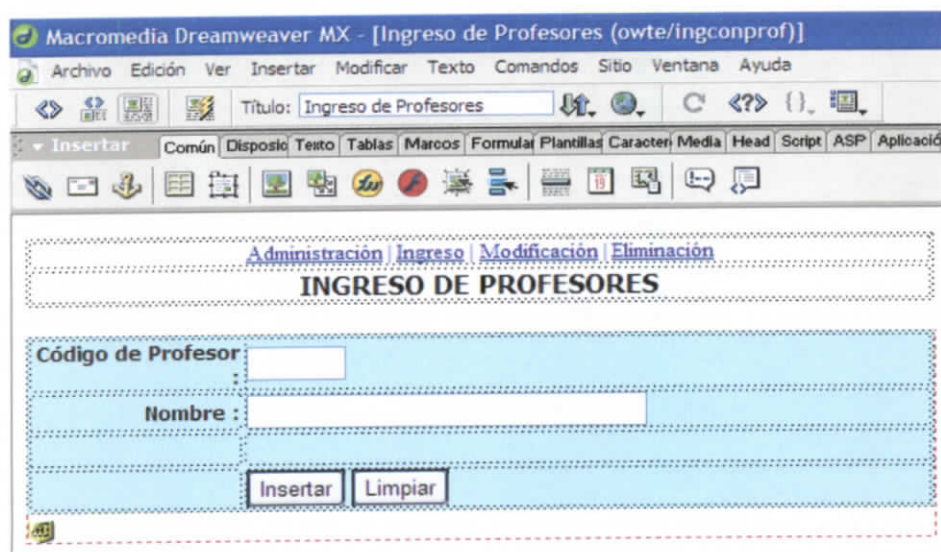 Macromedia Dreamweaver MX - [Ingreso de Profesores (owte/ingconprof)]
Archivo Edición Ver Insertar Modificar Texto Comandos Sitio Ventana Ayuda
Título: Ingreso de Profesores
Insertar Común Disposic Texto Tablas Marcos Formular Plantillas Caracter Media Head Script ASP Aplicació
Administración | Ingreso | Modificación | Eliminación
INGRESO DE PROFESORES
Código de Profesor
:
Nombre :
Insertar Limpiar